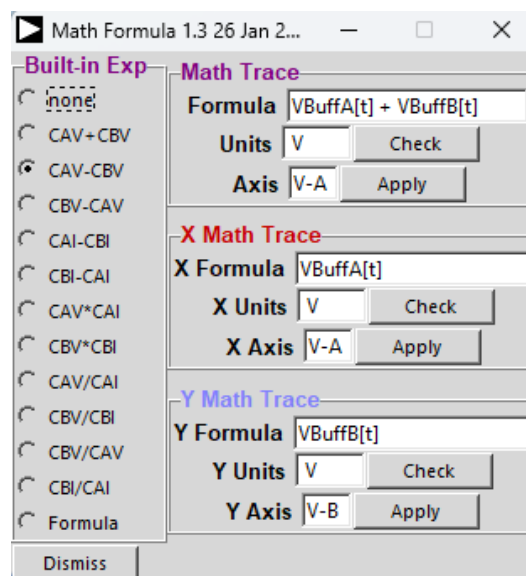 Math Formula 1.3 26 Jan 2...
Built-in Exp
none
CAV+CBV
CAV-CBV
CBV-CAV
CAI-CBI
CBI-CAI
CAV*CAI
CBV*CBI
CAV/CAI
CBV/CBI
CBV/CAV
CBI/CAI
Formula
Dismiss
Math Trace
Formula VBuffA[t] + VBuffB[t]
Units V Check
Axis V-A Apply
X Math Trace
X Formula VBuffA[t]
X Units V Check
X Axis V-A Apply
Y Math Trace
Y Formula VBuffB[t]
Y Units V Check
Y Axis V-B Apply